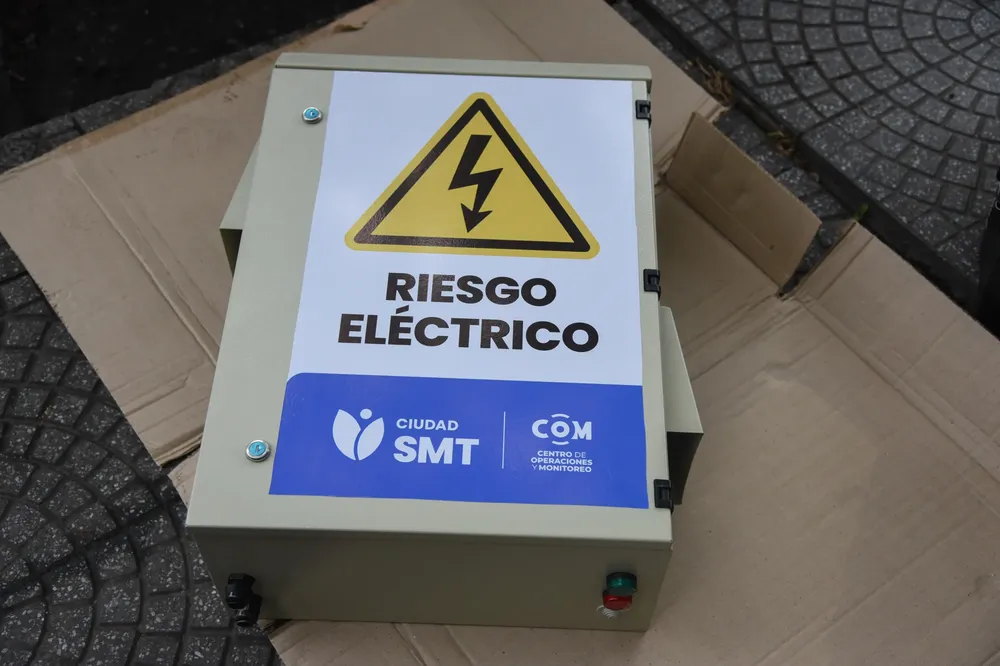 RIESGO
ELÉCTRICO
CIUDAD
SMT
COM
CENTRO DE
OPERACIONES
Y MONITOREO